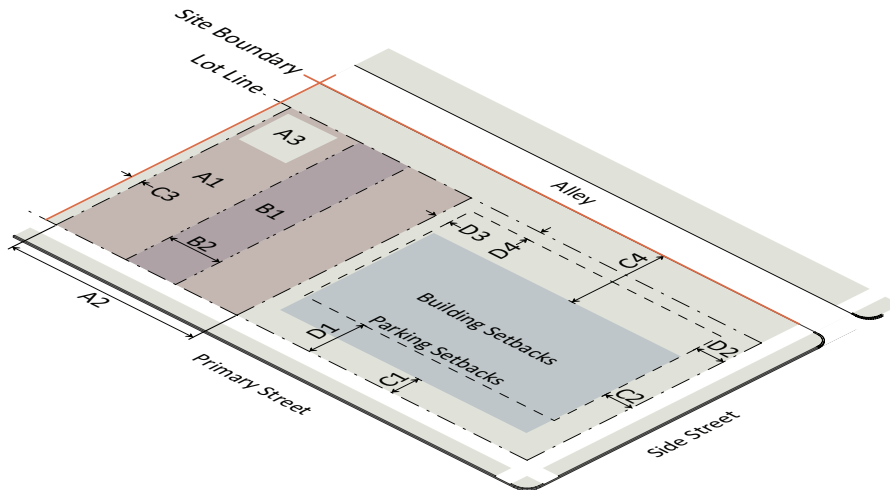 Site Boundary
Lot Line
A3
A1
C3
B1
B2
A2
Alley
D3
D4
C4
Building Setbacks
Parking Setbacks
D1
D2
C1
C2
Primary Street
Side Street